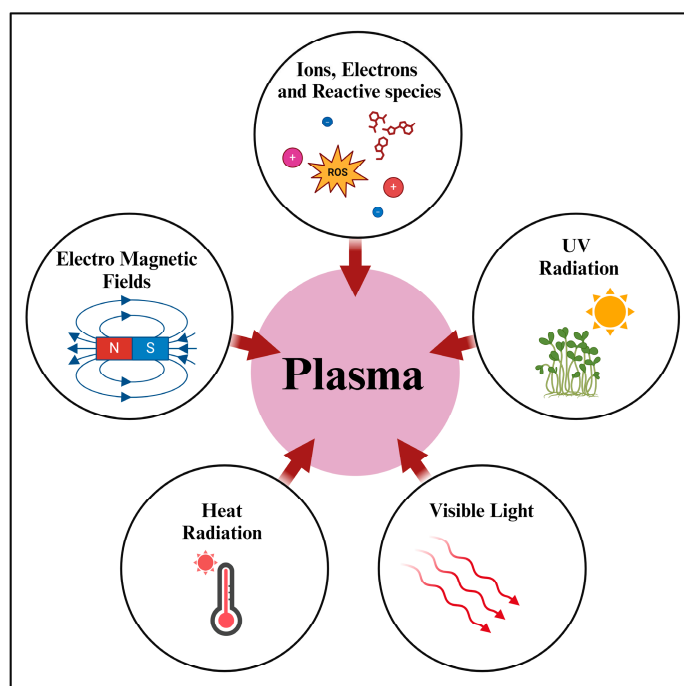 Ions, Electrons
and Reactive species
-
+
ROS
+
-
Electro Magnetic
Fields
N S
UV
Radiation
Plasma
Heat
Radiation
Visible Light